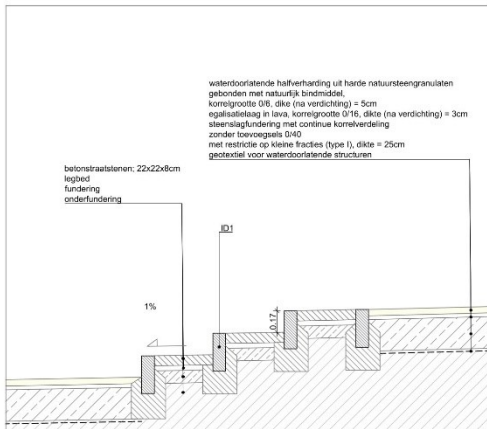 waterdoorlatende halfverharding uit harde natuursteengranulaten
gebonden met natuurlijk bindmiddel,
korrelgrootte 0/6, dike (na verdichting) = 5cm
egalisatielaag in lava, korrelgrootte 0/16, dikte (na verdichting) = 3cm
steenslagfundering met continue korrelverdeling
zonder toevoegsels 0/40
met restrictie op kleine fracties (type I), dikte = 25cm
geotextiel voor waterdoorlatende structuren
betonstraatstenen; 22x22x8cm
legbed
fundering
onderfundering
ID1
0.17
1%